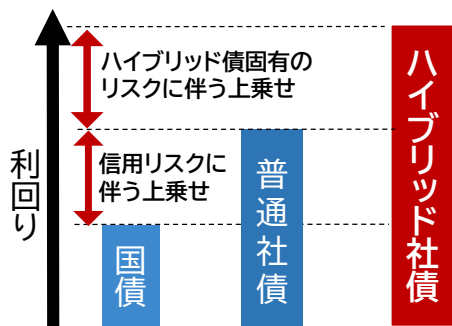 ハイブリッド債固有の
リスクに伴う上乗せ
信用リスクに
伴う上乗せ
利回り
国債
普通社債
ハイブリッド社債